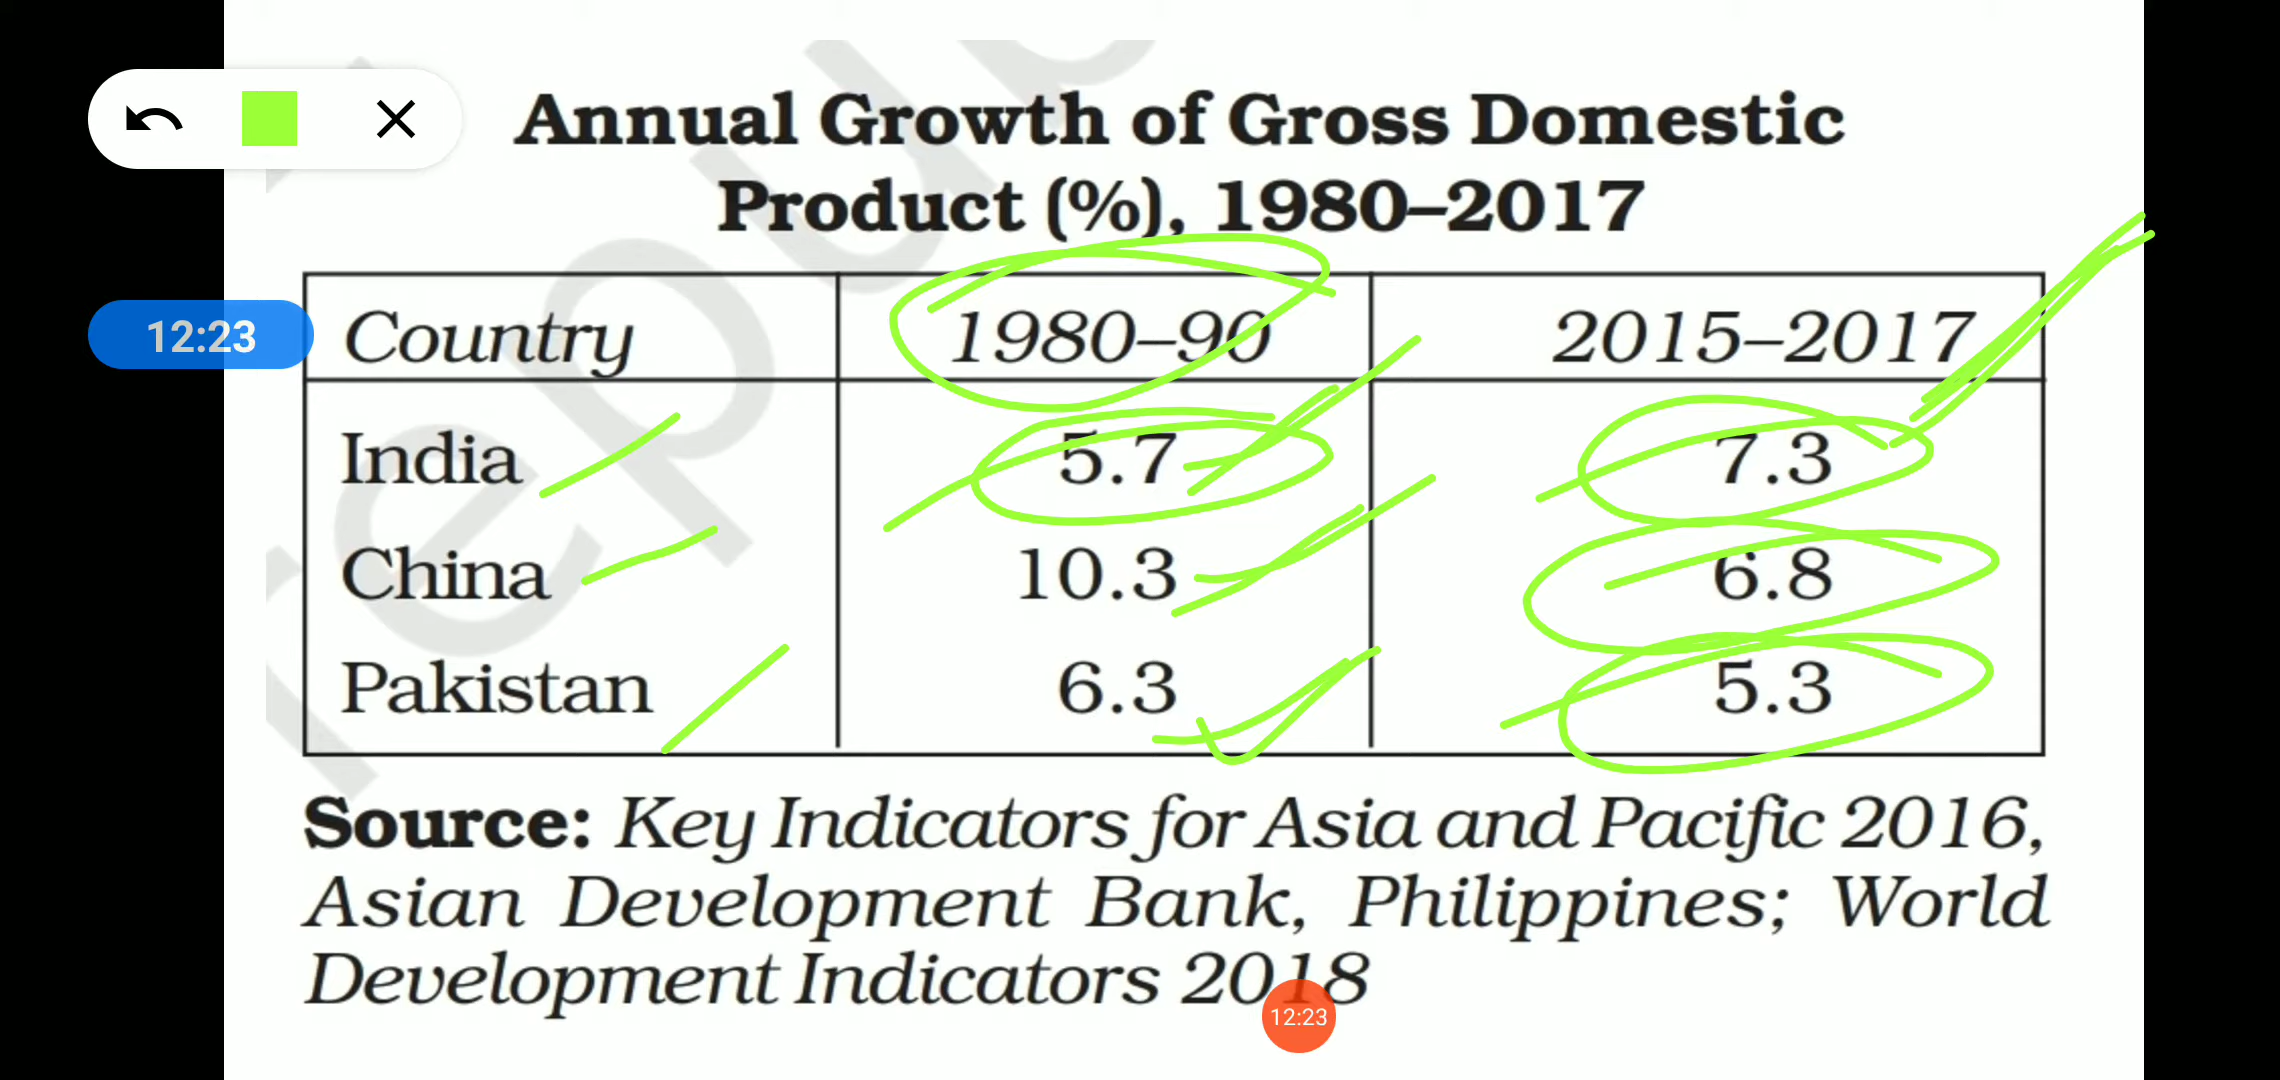 Annual Growth of Gross Domestic
Product (%), 1980–2017
12:23
Country 1980–90 2015–2017
India 5.7 7.3
China 10.3 6.8
Pakistan 6.3 5.3
Source: Key Indicators for Asia and Pacific 2016,
Asian Development Bank, Philippines; World
Development Indicators 2018
12:23